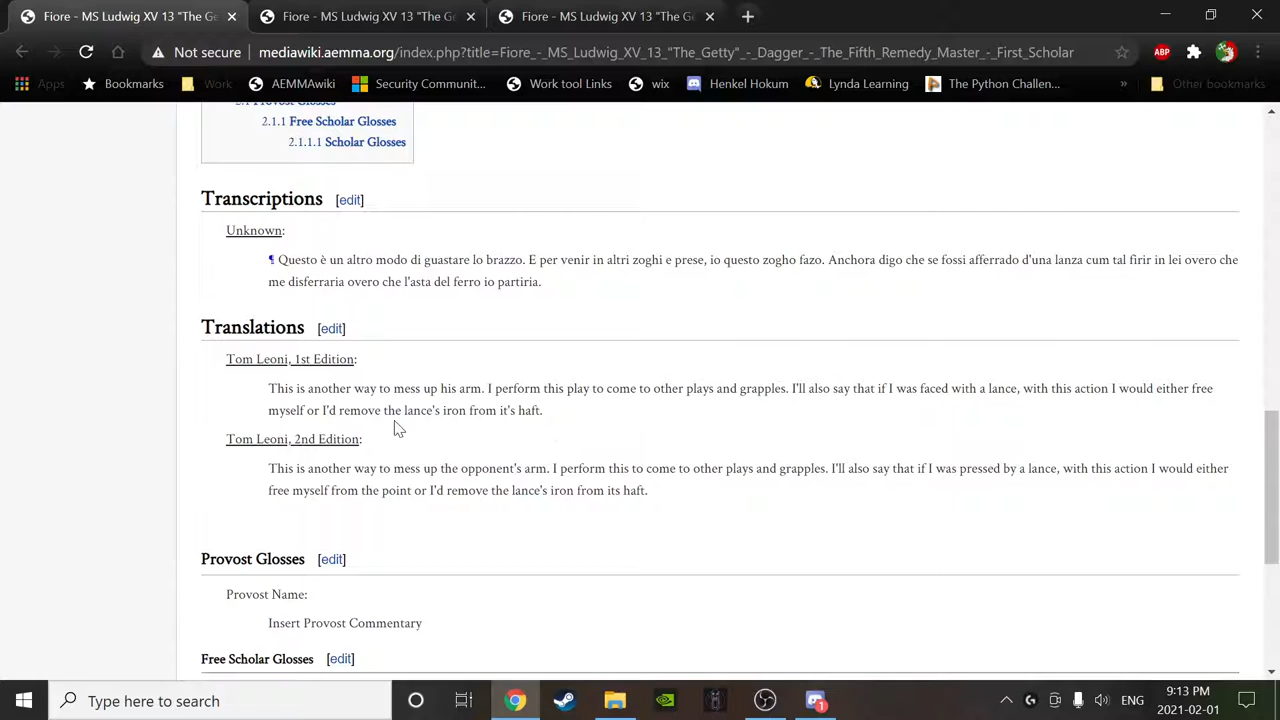 Fiore - MS Ludwig XV 13 "The Ge
Fiore - MS Ludwig XV 13 "The Ge
Fiore - MS Ludwig XV 13 "The Ge
Not secure mediawiki.aemma.org/index.php?title=Fiore_-_MS_Ludwig_XV_13_"The_Getty"_-_Dagger_-_The_Fifth_Remedy_Master_-_First_Scholar
ABP
Apps Bookmarks Work AEMMAwiki Security Communit... Work tool Links wix Henkel Hokum Lynda Learning The Python Challen... » Other bookmarks
2.1 Provost Glosses
2.1.1 Free Scholar Glosses
2.1.1.1 Scholar Glosses
Transcriptions [edit]
Unknown:
¶ Questo è un altro modo di guastare lo brazzo. E per venir in altri zoghi e prese, io questo zogho fazo. Anchora digo che se fossi afferrado d'una lanza cum tal firir in lei overo che
me disferraria overo che l'asta del ferro io partiria.
Translations [edit]
Tom Leoni, 1st Edition:
This is another way to mess up his arm. I perform this play to come to other plays and grapples. I'll also say that if I was faced with a lance, with this action I would either free
myself or I'd remove the lance's iron from it's haft.
Tom Leoni, 2nd Edition:
This is another way to mess up the opponent's arm. I perform this to come to other plays and grapples. I'll also say that if I was pressed by a lance, with this action I would either
free myself from the point or I'd remove the lance's iron from its haft.
Provost Glosses [edit]
Provost Name:
Insert Provost Commentary
Free Scholar Glosses [edit]
Type here to search
1
ENG
9:13 PM
2021-02-01